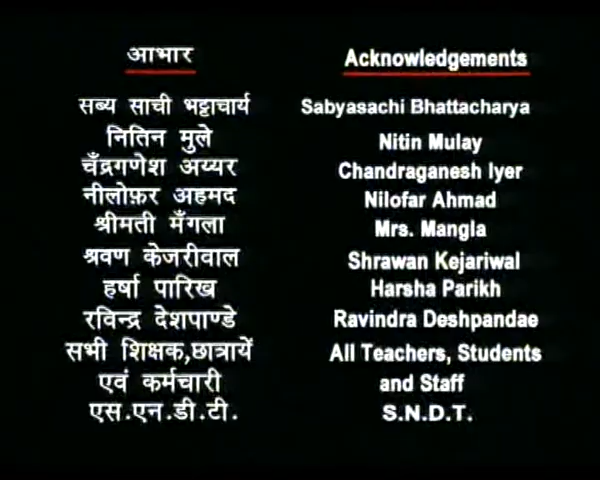 आभार
सब्य साची भट्टाचार्य
नितिन मुले
चँद्रगणेश अय्यर
नीलोफ़र अहमद
श्रीमती मँगला
श्रवण केजरीवाल
हर्षा पारिख
रविन्द्र देशपाण्डे
सभी शिक्षक,छात्रायें
एवं कर्मचारी
एस.एन.डी.टी.
Acknowledgements
Sabyasachi Bhattacharya
Nitin Mulay
Chandraganesh Iyer
Nilofar Ahmad
Mrs. Mangla
Shrawan Kejariwal
Harsha Parikh
Ravindra Deshpandae
All Teachers, Students
and Staff
S.N.D.T.